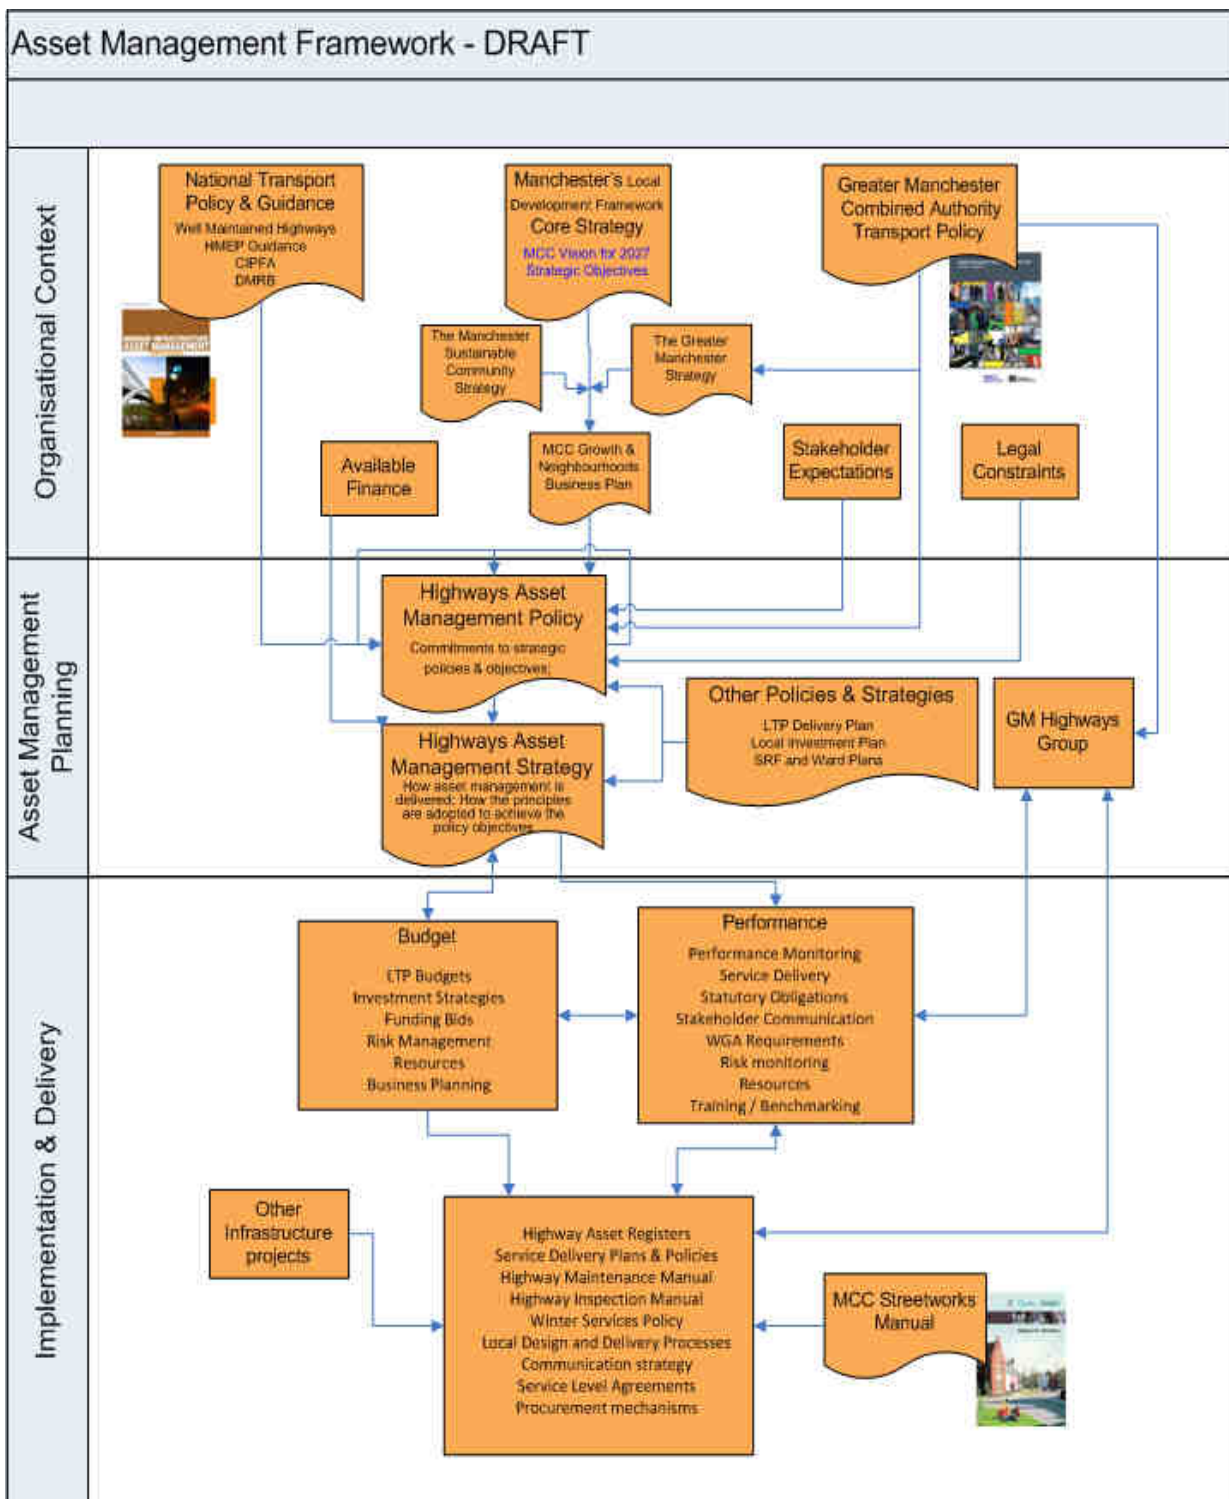 Asset Management Framework - DRAFT
Organisational Context
National Transport
Policy & Guidance
Well Maintained Highways
HMEP Guidance
CIPFA
DMRB
Manchester's Local
Development Framework
Core Strategy
MCC Vision for 2027
Strategic Objectives
Greater Manchester
Combined Authority
Transport Policy
ASSET MANAGEMENT
The Manchester
Sustainable
Community
Strategy
The Greater
Manchester
Strategy
Available
Finance
MCC Growth &
Neighbourhoods
Business Plan
Stakeholder
Expectations
Legal
Constraints
Asset Management
Planning
Highways Asset
Management Policy
Commitments to strategic
policies & objectives;
Other Policies & Strategies
LTP Delivery Plan
Local Investment Plan
SRF and Ward Plans
GM Highways
Group
Highways Asset
Management Strategy
How asset management is
delivered; How the principles
are adopted to achieve the
policy objectives
Implementation & Delivery
Budget
LTP Budgets
Investment Strategies
Funding Bids
Risk Management
Resources
Business Planning
Performance
Performance Monitoring
Service Delivery
Statutory Obligations
Stakeholder Communication
WGA Requirements
Risk monitoring
Resources
Training / Benchmarking
Other
Infrastructure
projects
Highway Asset Registers
Service Delivery Plans & Policies
Highway Maintenance Manual
Highway Inspection Manual
Winter Services Policy
Local Design and Delivery Processes
Communication strategy
Service Level Agreements
Procurement mechanisms
MCC Streetworks
Manual